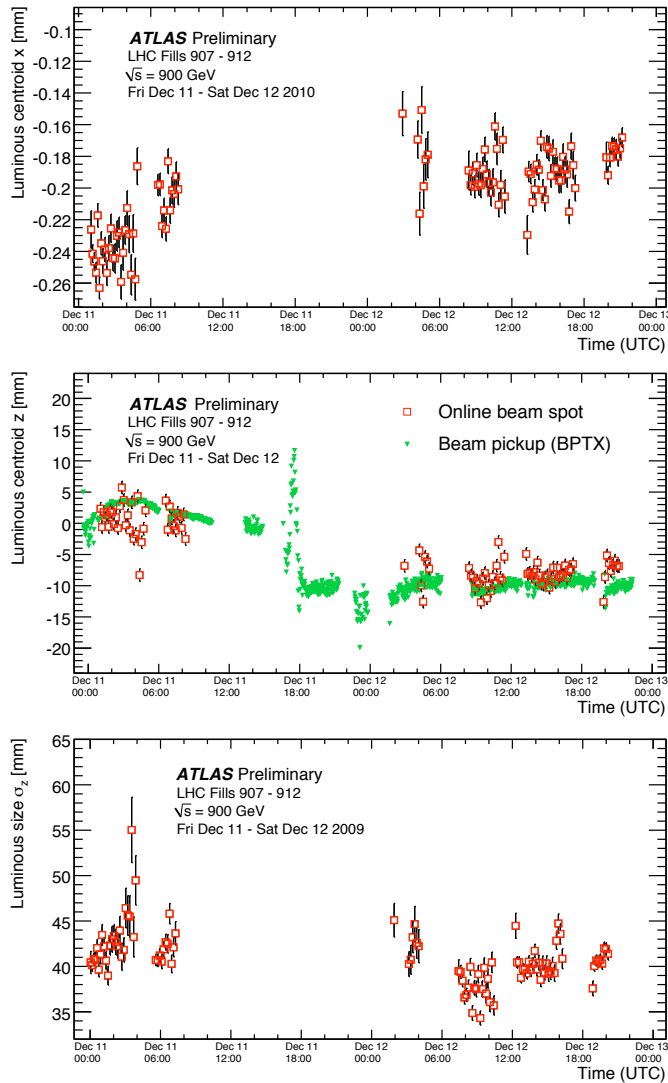 Luminous centroid x [mm]
-0.1
-0.12
-0.14
-0.16
-0.18
-0.2
-0.22
-0.24
-0.26
ATLAS Preliminary
LHC Fills 907 - 912
√s = 900 GeV
Fri Dec 11 - Sat Dec 12 2010
Dec 11 Dec 11 Dec 11 Dec 11 Dec 12 Dec 12 Dec 12 Dec 12 Dec 13
00:00 06:00 12:00 18:00 00:00 06:00 12:00 18:00 00:00
Time (UTC)
Luminous centroid z [mm]
20
15
10
5
0
-5
-10
-15
-20
ATLAS Preliminary
LHC Fills 907 - 912
√s = 900 GeV
Fri Dec 11 - Sat Dec 12
Online beam spot
Beam pickup (BPTX)
Dec 11 Dec 11 Dec 11 Dec 11 Dec 12 Dec 12 Dec 12 Dec 12 Dec 13
00:00 06:00 12:00 18:00 00:00 06:00 12:00 18:00 00:00
Time (UTC)
Luminous size σz [mm]
65
60
55
50
45
40
35
ATLAS Preliminary
LHC Fills 907 - 912
√s = 900 GeV
Fri Dec 11 - Sat Dec 12 2009
Dec 11 Dec 11 Dec 11 Dec 11 Dec 12 Dec 12 Dec 12 Dec 12 Dec 13
00:00 06:00 12:00 18:00 00:00 06:00 12:00 18:00 00:00
Time (UTC)